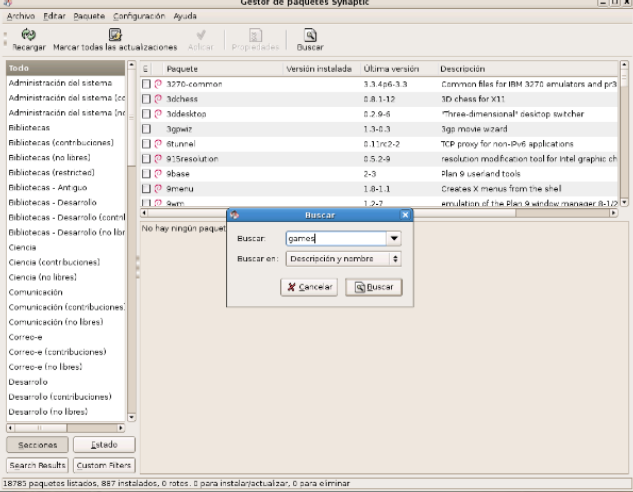 Gestor de paquetes Synaptic
Archivo Editar Paquete Configuración Ayuda
Recargar Marcar todas las actualizaciones Aplicar Propiedades Buscar
Todo
Administración del sistema
Administración del sistema (co
Administración del sistema (no
Bibliotecas
Bibliotecas (contribuciones)
Bibliotecas (no libres)
Bibliotecas (restricted)
Bibliotecas - Antiguo
Bibliotecas - Desarrollo
Bibliotecas - Desarrollo (contri
Bibliotecas - Desarrollo (no libr
Ciencia
Ciencia (contribuciones)
Ciencia (no libres)
Comunicación
Comunicación (contribuciones)
Comunicación (no libres)
Correo-e
Correo-e (contribuciones)
Correo-e (no libres)
Desarrollo
Desarrollo (contribuciones)
Desarrollo (no libres)
Secciones Estado
Search Results Custom Filters
E Paquete Versión instalada Última versión Descripción
3270-common 3.3.4p6-3.3 Common files for IBM 3270 emulators and pr3
3dchess 0.8.1-12 3D chess for X11
3ddesktop 0.2.9-6 "Three-dimensional" desktop switcher
3gpwiz 1.3-0.3 3gp movie wizard
6tunnel 0.11rc2-2 TCP proxy for non-IPv6 applications
915resolution 0.5.2-9 resolution modification tool for Intel graphic ch
9base 2-3 Plan 9 userland tools
9menu 1.8-1.1 Creates X menus from the shell
9wm 1.2-7 emulation of the Plan 9 window manager 8-1/2
No hay ningún paquet
Buscar
Buscar: games
Buscar en: Descripción y nombre
Cancelar Buscar
18785 paquetes listados, 887 instalados, 0 rotos. 0 para instalar/actualizar, 0 para eliminar